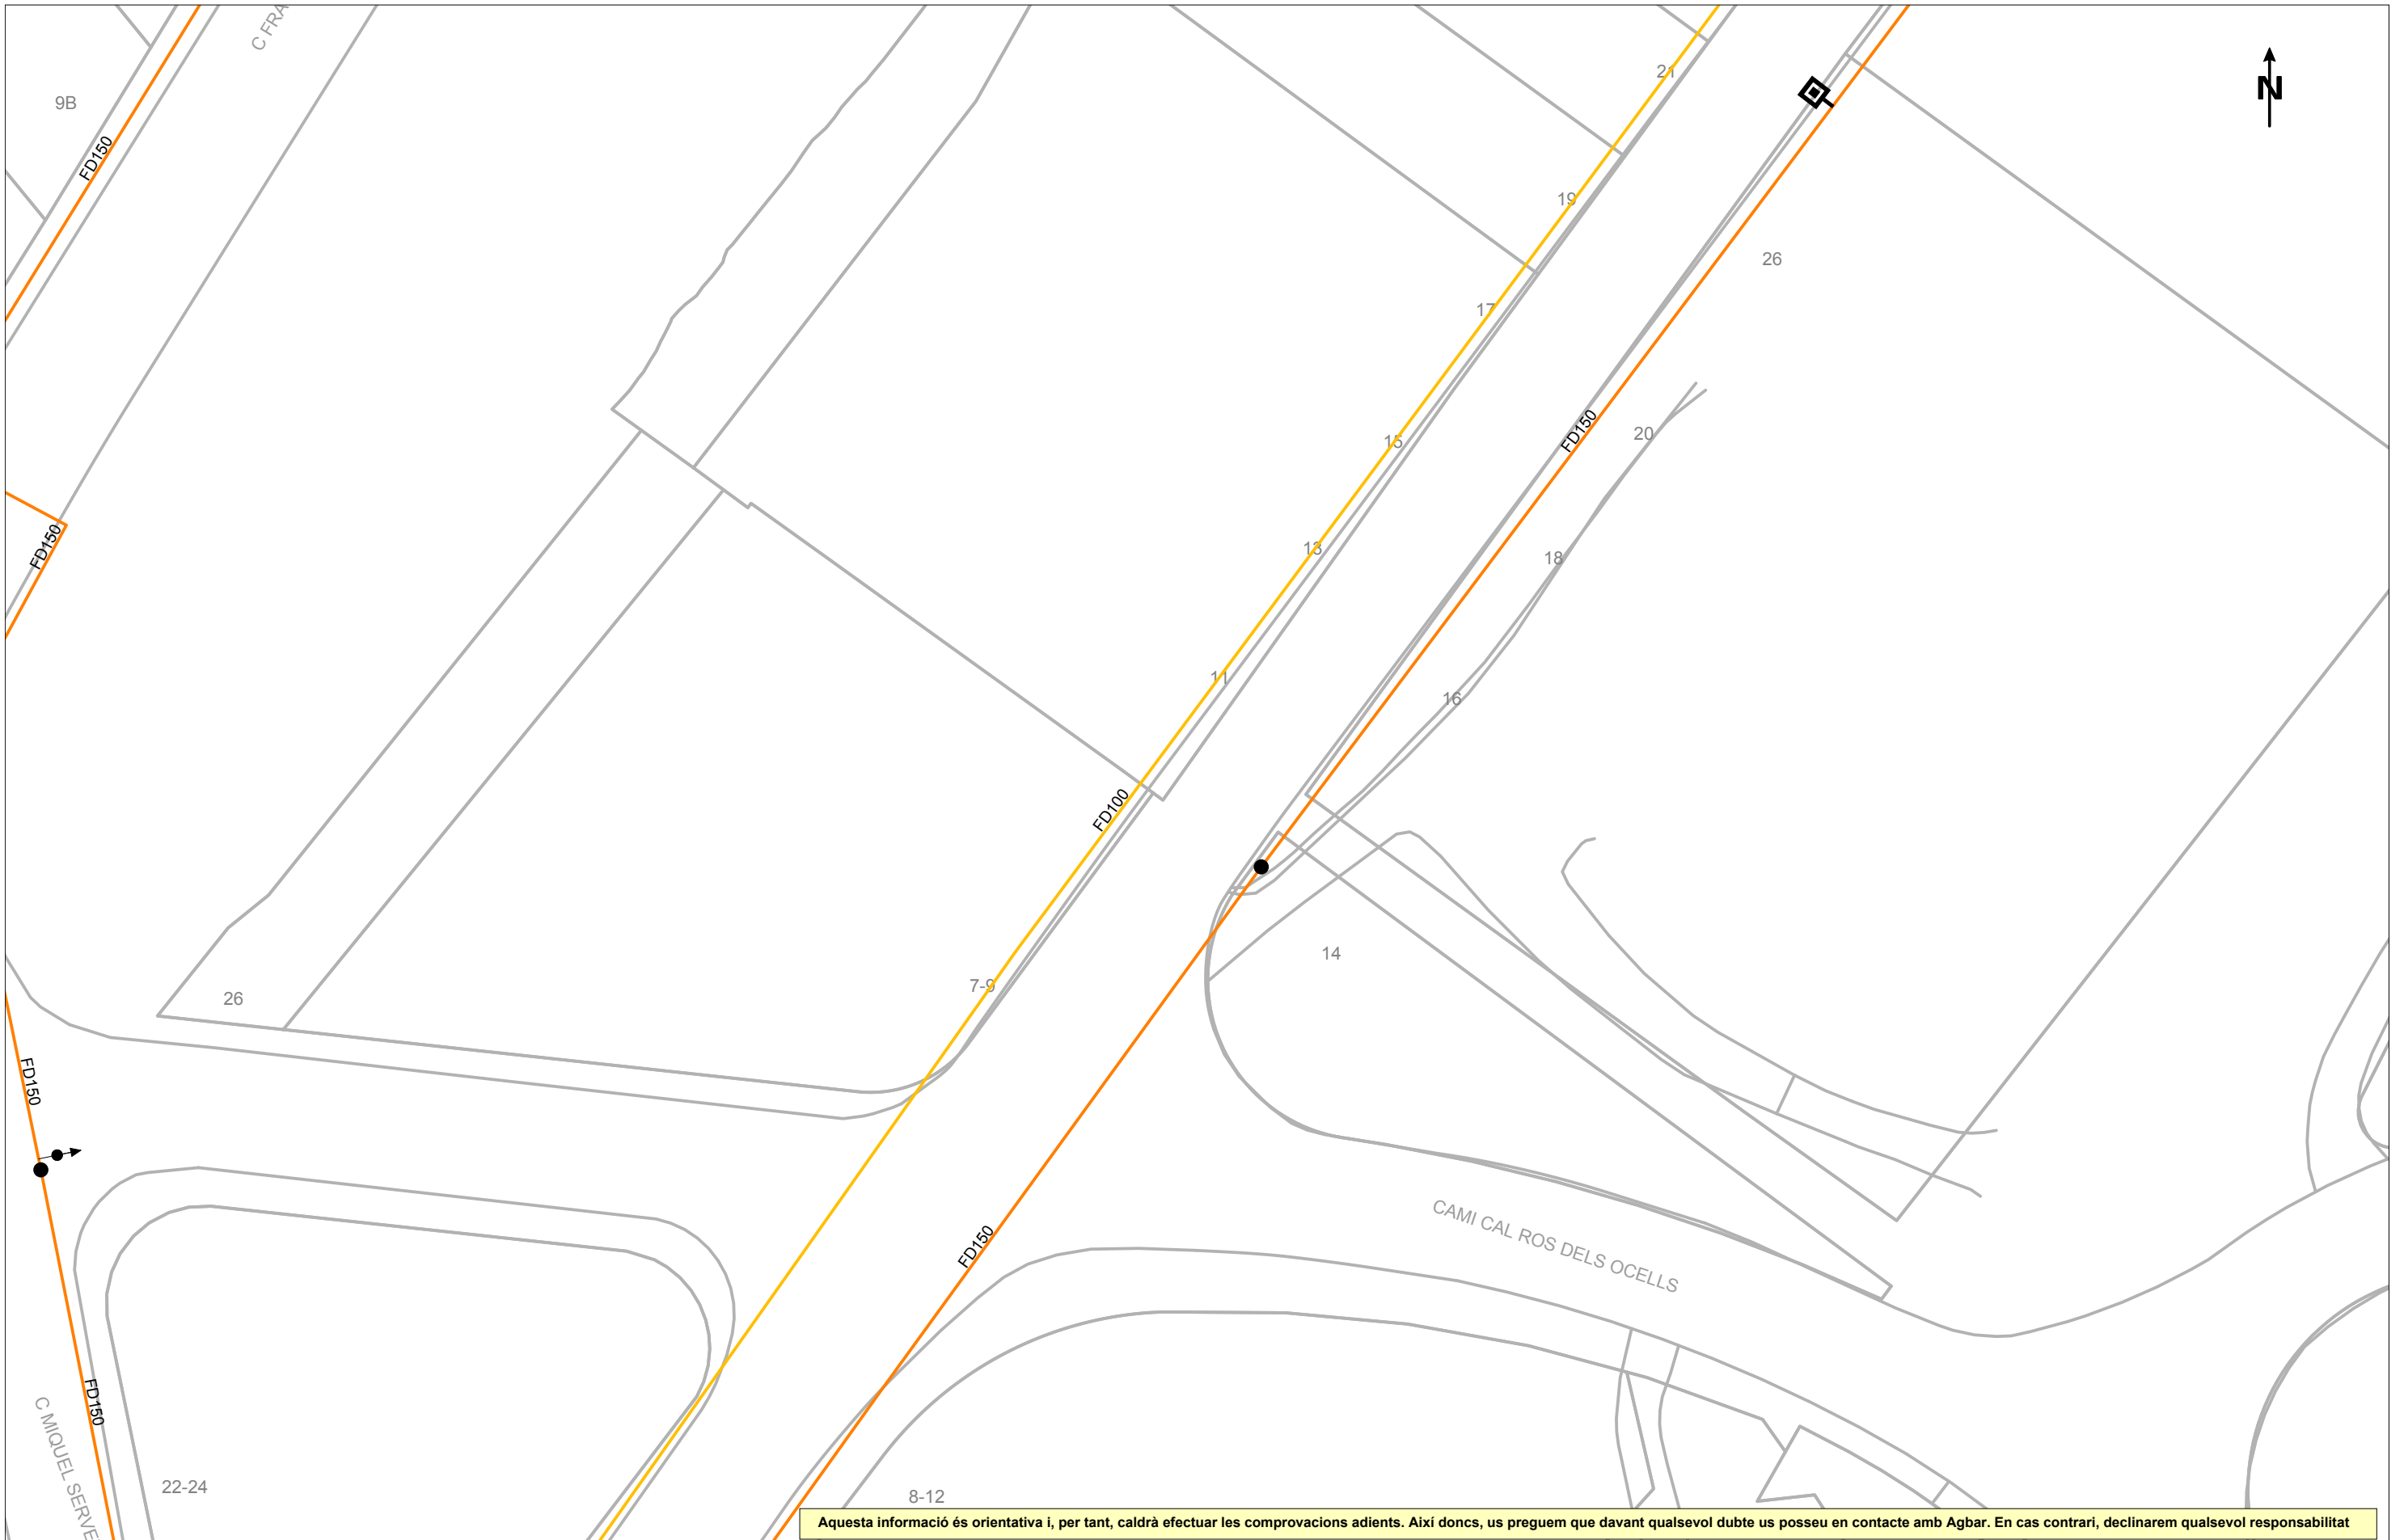 C FRA
21
N
9B
FD150
19
26
17
FD150
20
15
FD150
13
18
11
16
FD100
14
7-9
26
FD150
CAMI CAL ROS DELS OCELLS
FD150
FD150
C MIQUEL SERVE
22-24
8-12
Aquesta informació és orientativa i, per tant, caldrà efectuar les comprovacions adients. Així doncs, us preguem que davant qualsevol dubte us posseu en contacte amb Agbar. En cas contrari, declinarem qualsevol responsabilitat